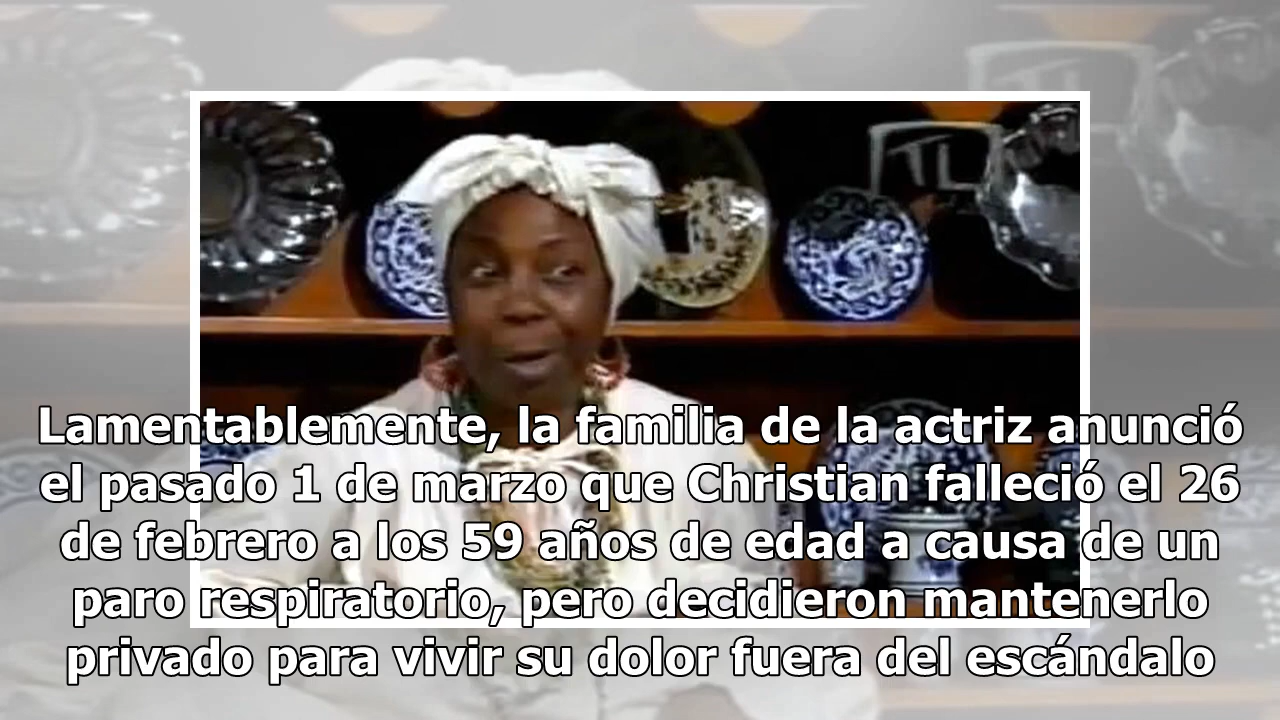 TL
Lamentablemente, la familia de la actriz anunció
el pasado 1 de marzo que Christian falleció el 26
de febrero a los 59 años de edad a causa de un
paro respiratorio, pero decidieron mantenerlo
privado para vivir su dolor fuera del escándalo